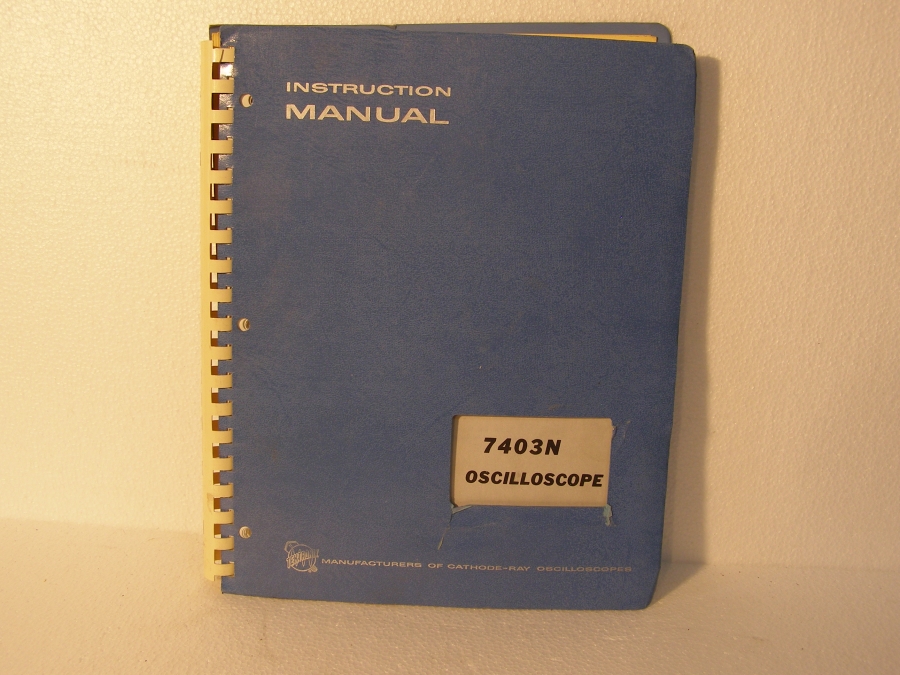 INSTRUCTION
MANUAL
7403N
OSCILLOSCOPE
MANUFACTURERS OF CATHODE-RAY OSCILLOSCOPES